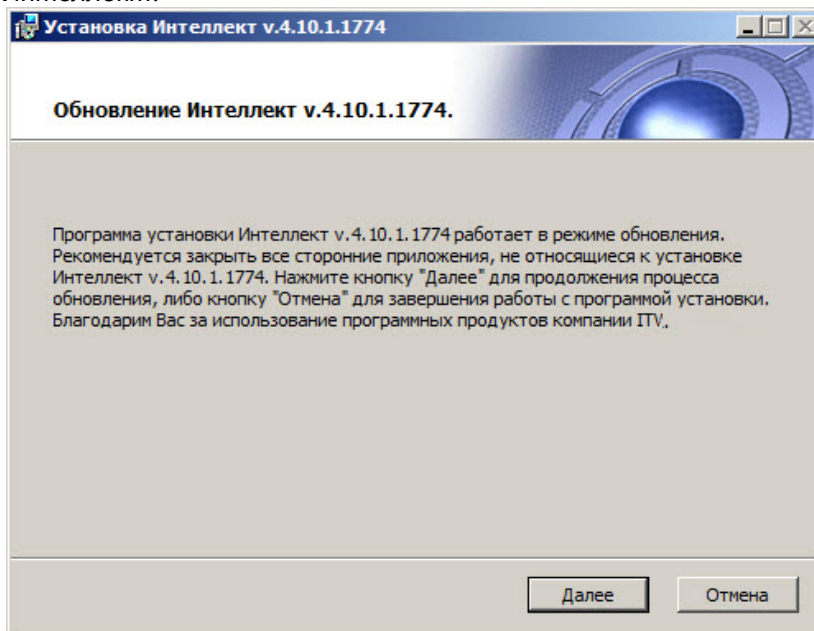 Установка Интеллект v.4.10.1.1774
Обновление Интеллект v.4.10.1.1774.
Программа установки Интеллект v.4.10.1.1774 работает в режиме обновления.
Рекомендуется закрыть все сторонние приложения, не относящиеся к установке
Интеллект v.4.10.1.1774. Нажмите кнопку "Далее" для продолжения процесса
обновления, либо кнопку "Отмена" для завершения работы с программой установки.
Благодарим Вас за использование программных продуктов компании ITV.
Далее
Отмена